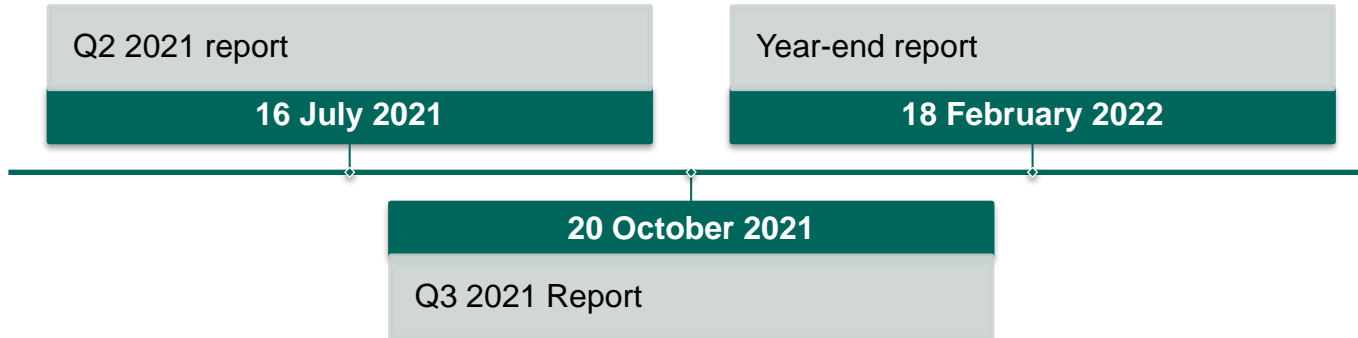 Q2 2021 report
16 July 2021
Year-end report
18 February 2022
20 October 2021
Q3 2021 Report